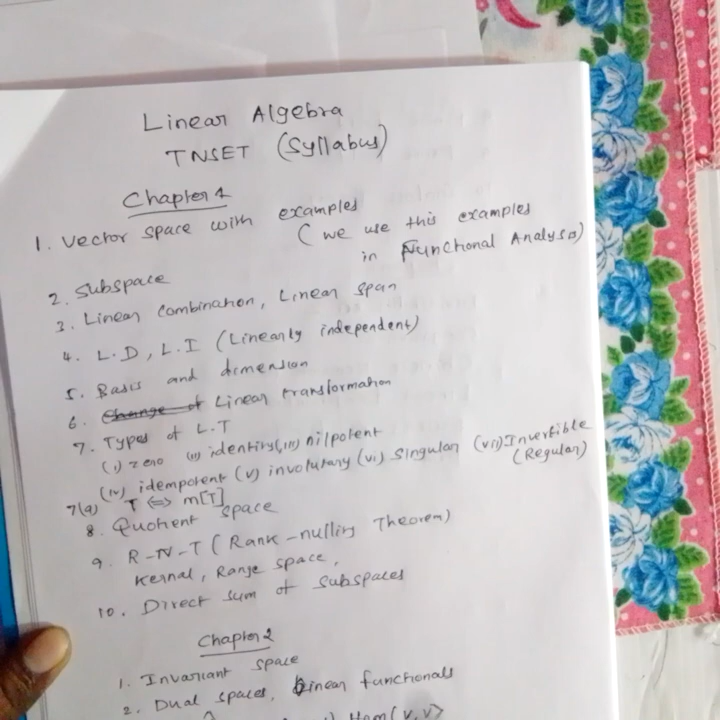 Linear Algebra
TNSET (Syllabus)
Chapter 1
1. Vector space with examples
( we use this examples
in Functional Analysis)
2. Subspace
3. Linear Combination, Linear span
4. L.D, L.I (Linearly independent)
5. Basis and dimension
6. Change of Linear transformation
7. Types of L.T
(i) zero (ii) identity, (iii) nilpotent
(iv) idempotent (v) involutary (vi) Singular (vii) Invertible
(Regular)
7(a) T ⇔ m[T]
8. Quotient space
9. R-N-T ( Rank-nullity Theorem)
Kernal, Range space,
10. Direct sum of subspaces
Chapter 2
1. Invariant space
2. Dual spaces, Linear functionals
Hom(V,V)